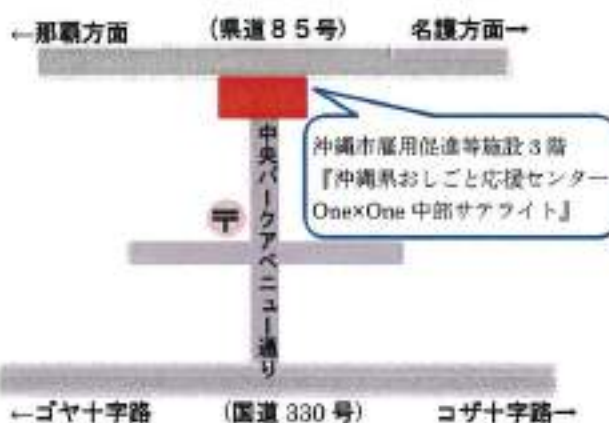 ←那覇方面 (県道85号) 名護方面→
沖縄市雇用促進等施設3階
『沖縄県おしごと応援センター
One×One 中部サテライト』
中央パークアベニュー通り
〒
←ゴヤ十字路 (国道330号) コザ十字路→